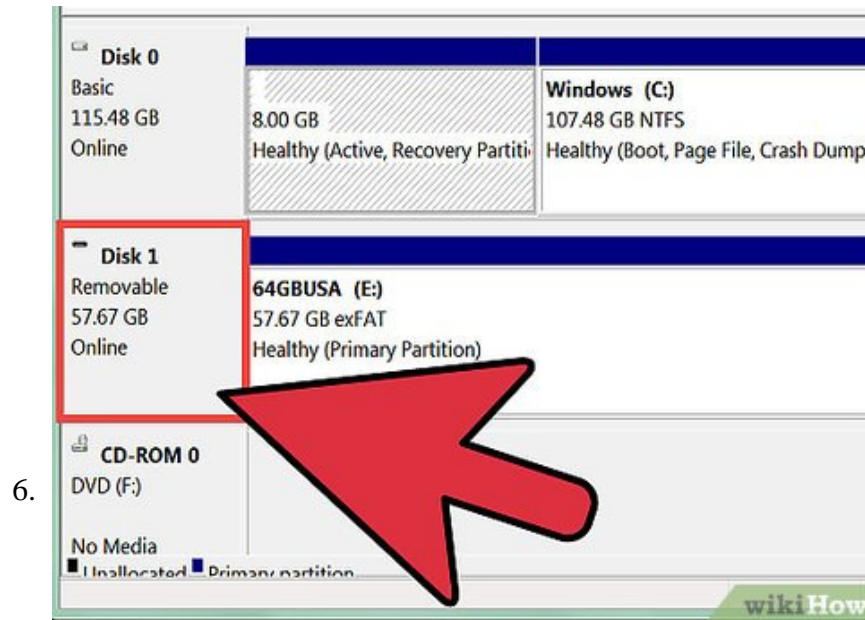 Disk 0
Basic
115.48 GB
Online
8.00 GB
Healthy (Active, Recovery Partiti
Windows (C:)
107.48 GB NTFS
Healthy (Boot, Page File, Crash Dump
Disk 1
Removable
57.67 GB
Online
64GBUSA (E:)
57.67 GB exFAT
Healthy (Primary Partition)
6.
CD-ROM 0
DVD (F:)
No Media
Unallocated Primary partition
wikiHow